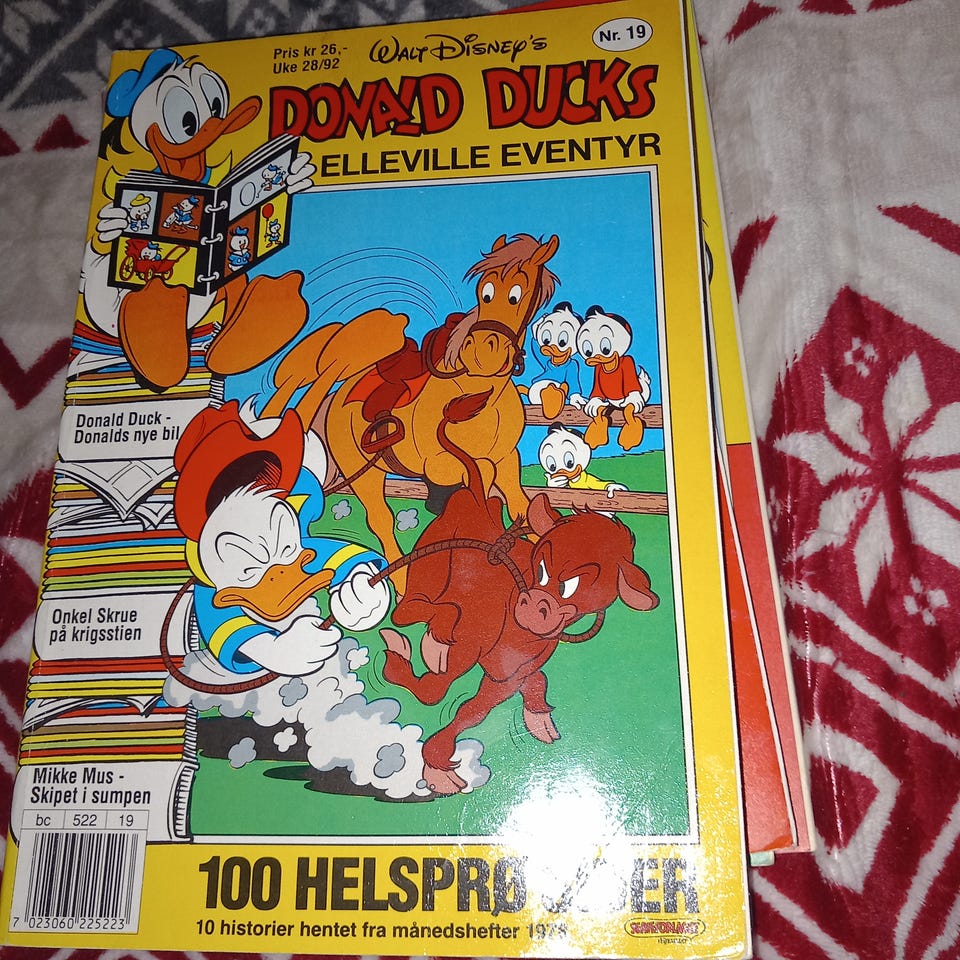 Pris kr 26,-
Uke 28/92
WALT DISNEY'S
Nr. 19
DONALD DUCKS
ELLEVILLE EVENTYR
Donald Duck -
Donalds nye bil
Onkel Skrue
på krigsstien
Mikke Mus -
Skipet i sumpen
bc 522 19
7 023060 225223
100
10 historier hentet fra månedshefter